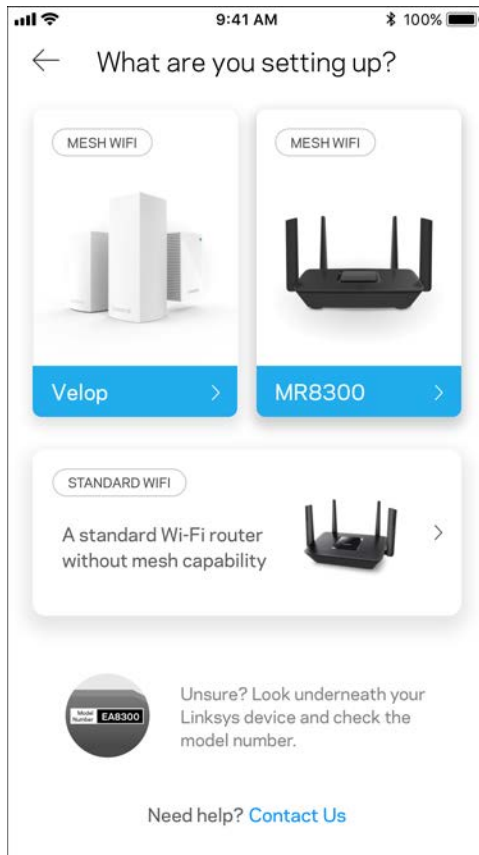 9:41 AM
100%
What are you setting up?
MESH WIFI
MESH WIFI
Velop
MR8300
STANDARD WIFI
A standard Wi-Fi router
without mesh capability
Model
Number
EA8300
Unsure? Look underneath your
Linksys device and check the
model number.
Need help? Contact Us